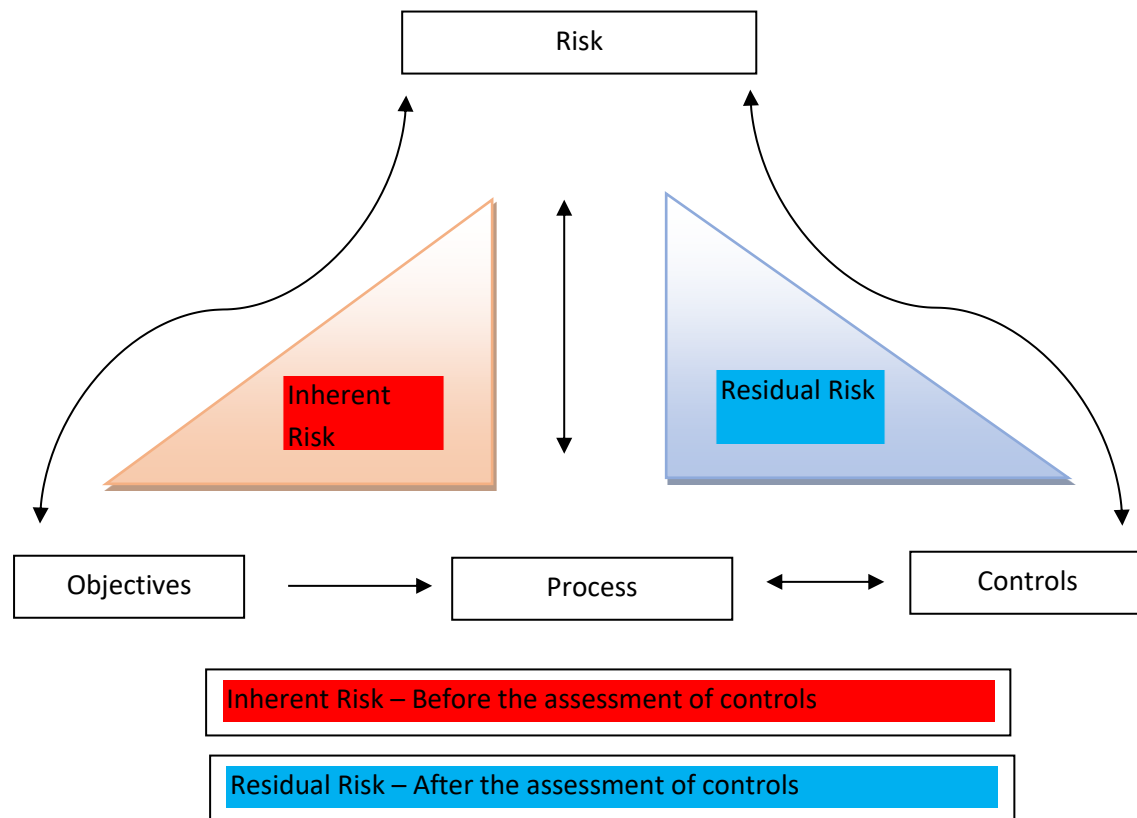 Risk
Inherent
Risk
Residual Risk
Objectives
Process
Controls
Inherent Risk – Before the assessment of controls
Residual Risk – After the assessment of controls